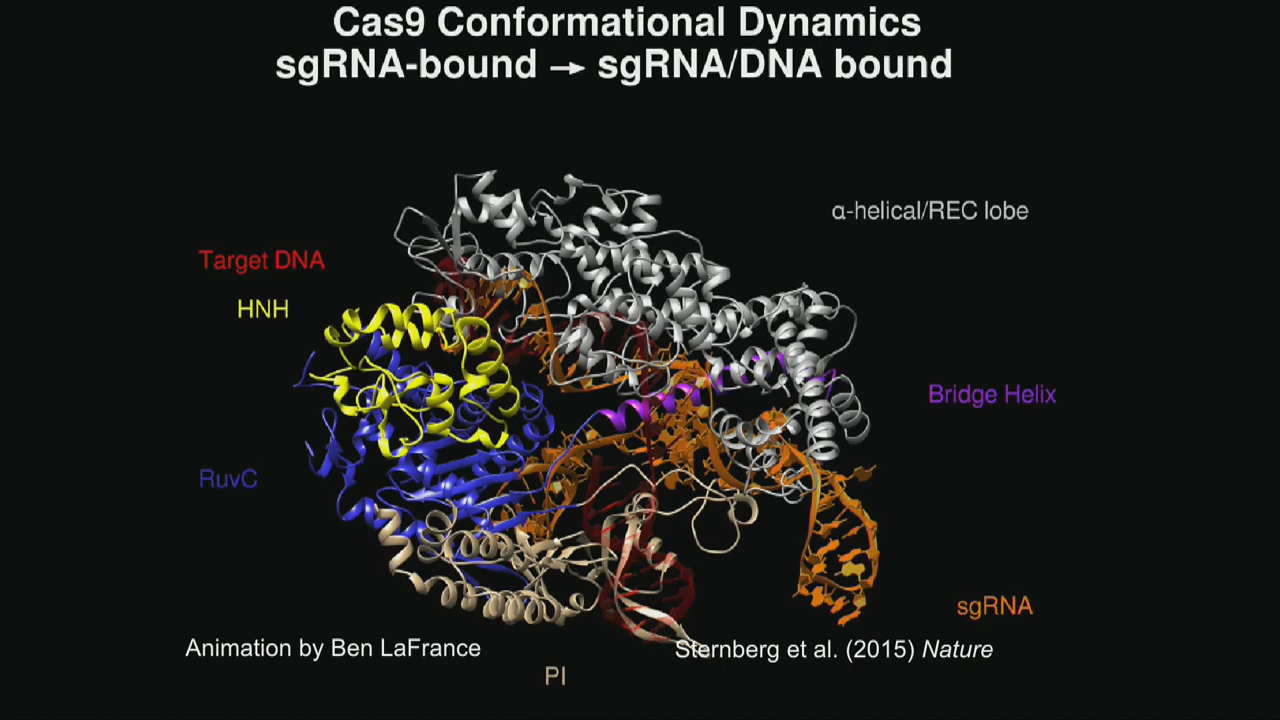 Cas9 Conformational Dynamics
sgRNA-bound → sgRNA/DNA bound
α-helical/REC lobe
Target DNA
HNH
Bridge Helix
RuvC
sgRNA
Animation by Ben LaFrance
Sternberg et al. (2015) Nature
PI